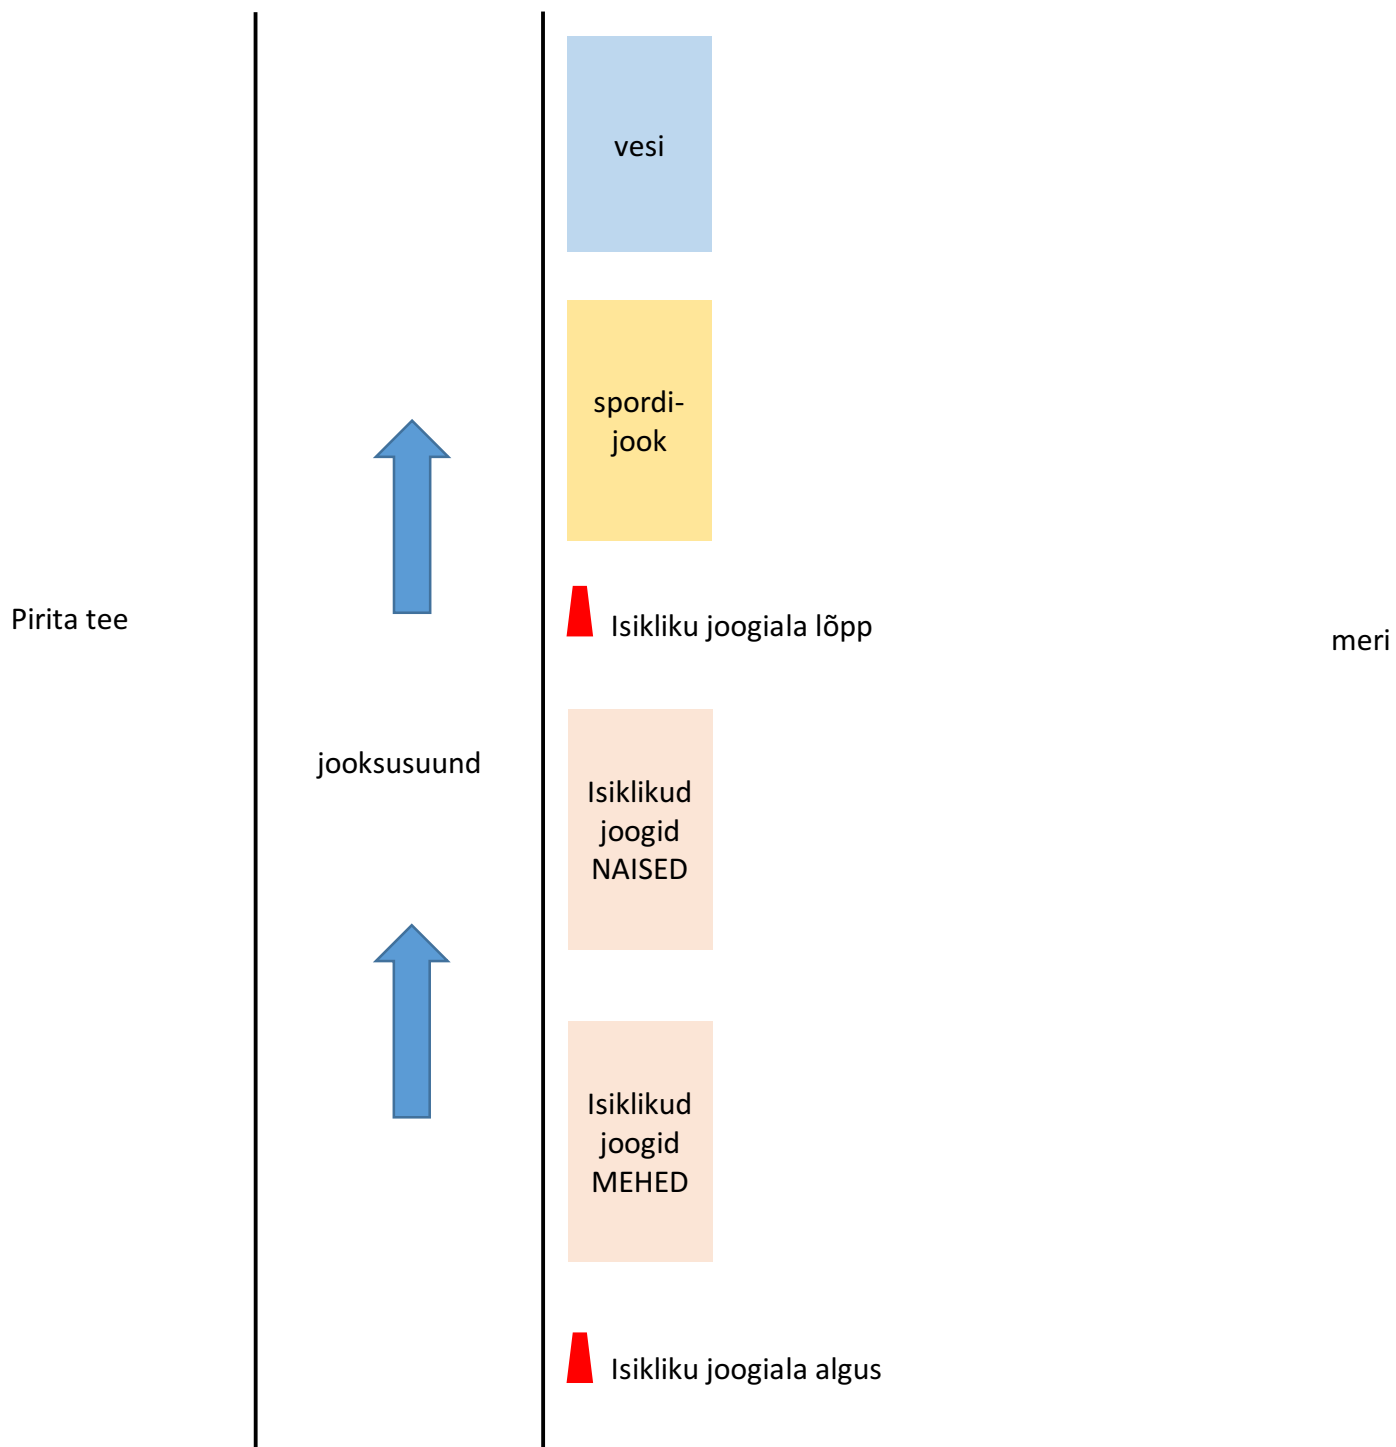 vesi
spordi-
jook
Pirita tee
Isikliku joogiala lõpp
meri
jooksusuund
Isiklikud
joogid
NAISED
Isiklikud
joogid
MEHED
Isikliku joogiala algus